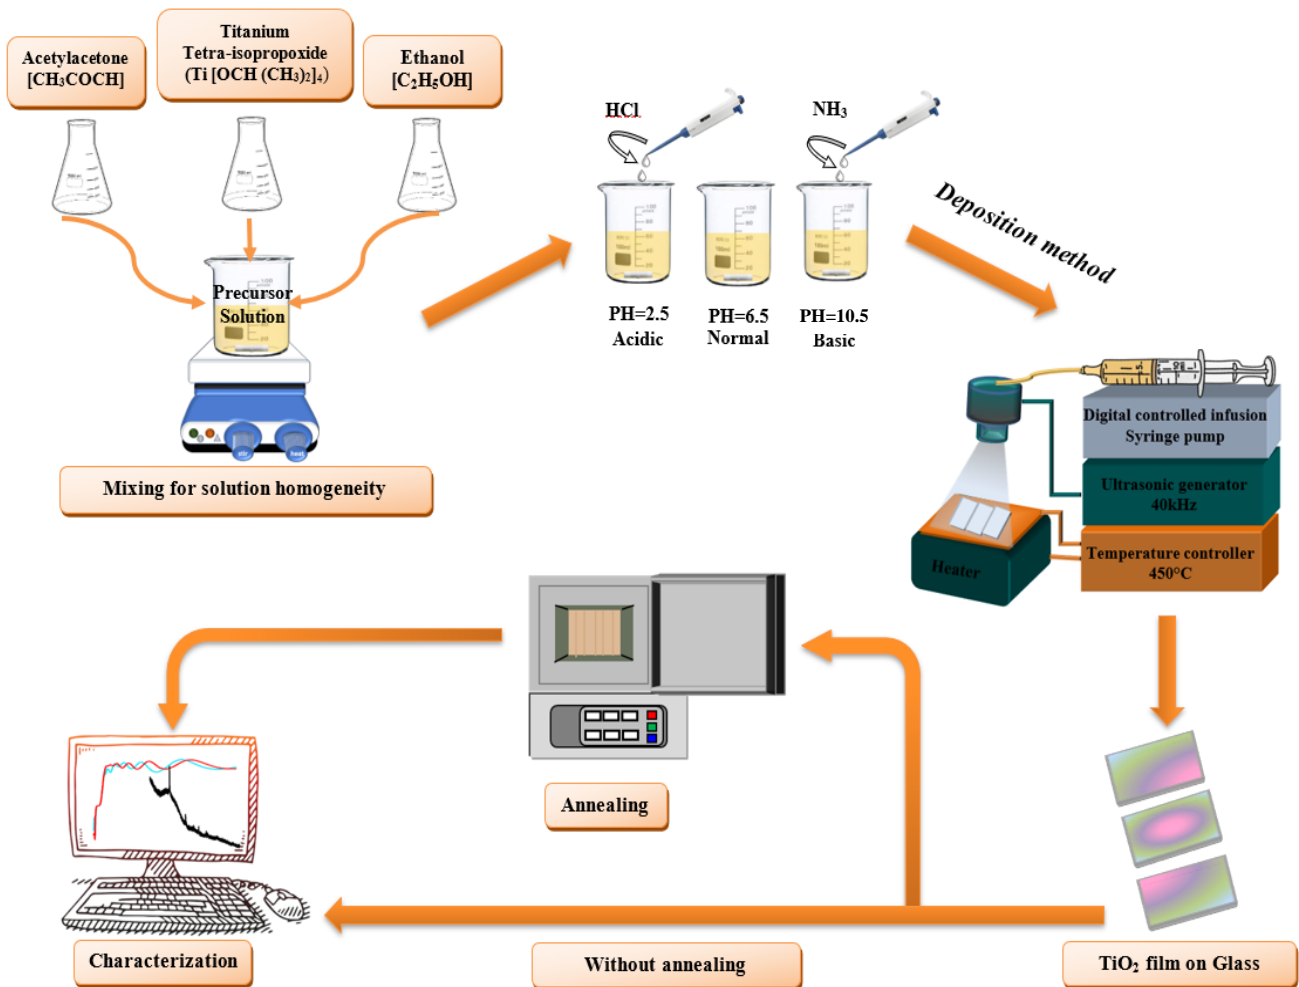 Acetylacetone
[CH₃COCH]
Titanium
Tetra-isopropoxide
(Ti [OCH (CH₃)₂]₄)
Ethanol
[C₂H₅OH]
Precursor
Solution
stir
heat
Mixing for solution homogeneity
HCl
NH₃
PH=2.5
Acidic
PH=6.5
Normal
PH=10.5
Basic
Deposition method
Digital controlled infusion
Syringe pump
Ultrasonic generator
40kHz
Temperature controller
450°C
Heater
Annealing
Characterization
Without annealing
TiO₂ film on Glass